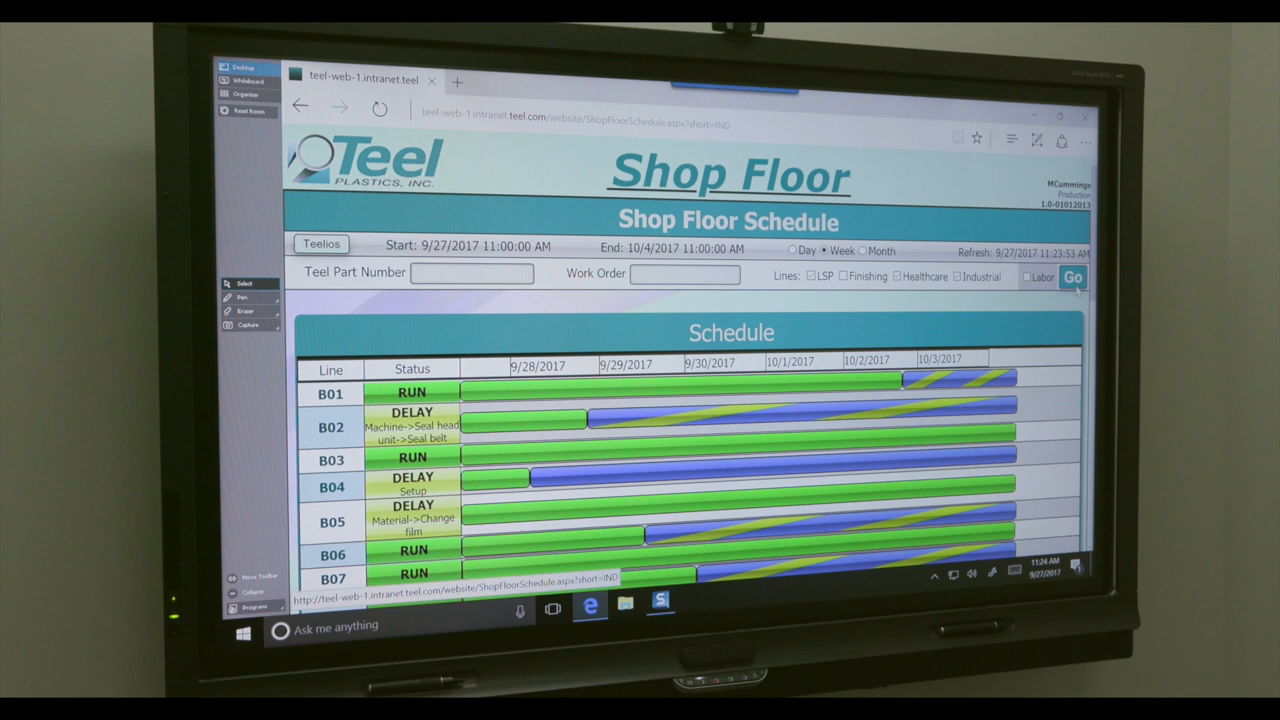 Desktop
Whiteboard
Organizer
Reset Room
teel-web-1.intranet.teel
teel-web-1.intranet.teel.com/website/ShopFloorSchedule.aspx?short=IND
Teel
PLASTICS, INC.
Shop Floor
MCummings
Production
1.0-01012013
Shop Floor Schedule
Teelios
Start: 9/27/2017 11:00:00 AM
End: 10/4/2017 11:00:00 AM
Day Week Month
Refresh: 9/27/2017 11:23:53 AM
Teel Part Number
Work Order
Lines: LSP Finishing Healthcare Industrial
Labor
Go
Select
Pen
Eraser
Capture
Schedule
Line Status 9/28/2017 9/29/2017 9/30/2017 10/1/2017 10/2/2017 10/3/2017
B01 RUN
B02 DELAY
Machine->Seal head
unit->Seal belt
B03 RUN
B04 DELAY
Setup
B05 DELAY
Material->Change
film
B06 RUN
B07 RUN
http://teel-web-1.intranet.teel.com/website/ShopFloorSchedule.aspx?short=IND
Move Toolbar
Collapse
Programs
Ask me anything
11:24 AM
9/27/2017